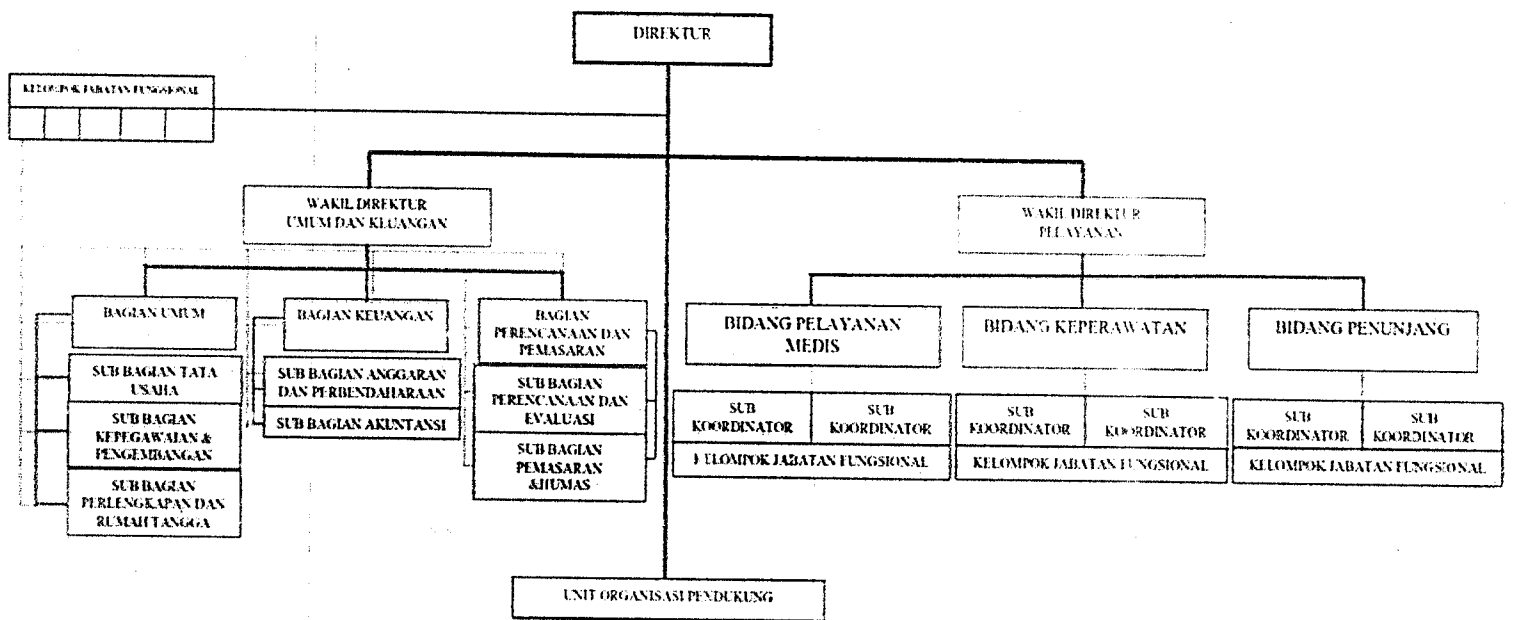 DIREKTUR
KELOMPOK JABATAN FUNGSIONAL
WAKIL DIREKTUR
UMUM DAN KEUANGAN
WAKIL DIREKTUR
PELAYANAN
BAGIAN UMUM
SUB BAGIAN TATA
USAHA
SUB BAGIAN
KEPEGAWAIAN &
PENGEMBANGAN
SUB BAGIAN
PERLENGKAPAN DAN
RUMAH TANGGA
BAGIAN KEUANGAN
SUB BAGIAN ANGGARAN
DAN PERBENDAHARAAN
SUB BAGIAN AKUNTANSI
BAGIAN
PERENCANAAN DAN
PEMASARAN
SUB BAGIAN
PERENCANAAN DAN
EVALUASI
SUB BAGIAN
PEMASARAN
&HUMAS
BIDANG PELAYANAN
MEDIS
SUB
KOORDINATOR
SUB
KOORDINATOR
KELOMPOK JABATAN FUNGSIONAL
BIDANG KEPERAWATAN
SUB
KOORDINATOR
SUB
KOORDINATOR
KELOMPOK JABATAN FUNGSIONAL
BIDANG PENUNJANG
SUB
KOORDINATOR
SUB
KOORDINATOR
KELOMPOK JABATAN FUNGSIONAL
UNIT ORGANISASI PENDUKUNG